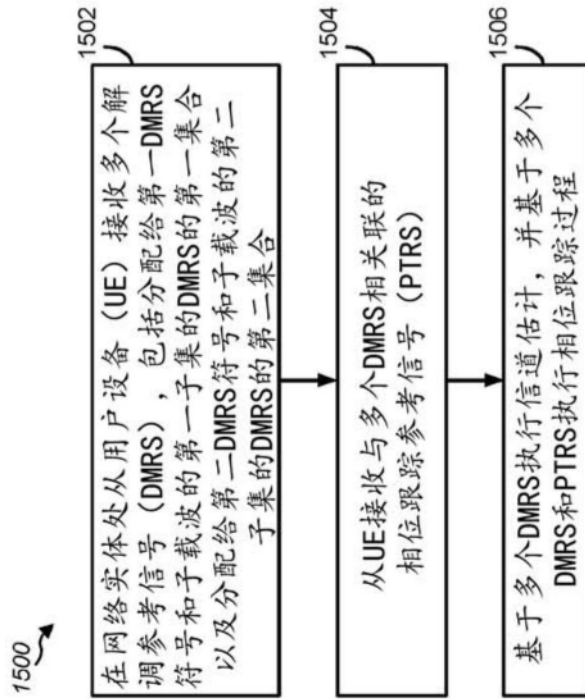 1500
1502
在网络实体处从用户设备（UE）接收多个解
调参考信号（DMRS），包括分配给第一DMRS
符号和子载波的第一子集的DMRS的第一集合
以及分配给第二DMRS符号和子载波的第二
子集的DMRS的第二集合
1504
从UE接收与多个DMRS相关联的
相位跟踪参考信号（PTRS）
1506
基于多个DMRS执行信道估计，并基于多个
DMRS和PTRS执行相位跟踪过程